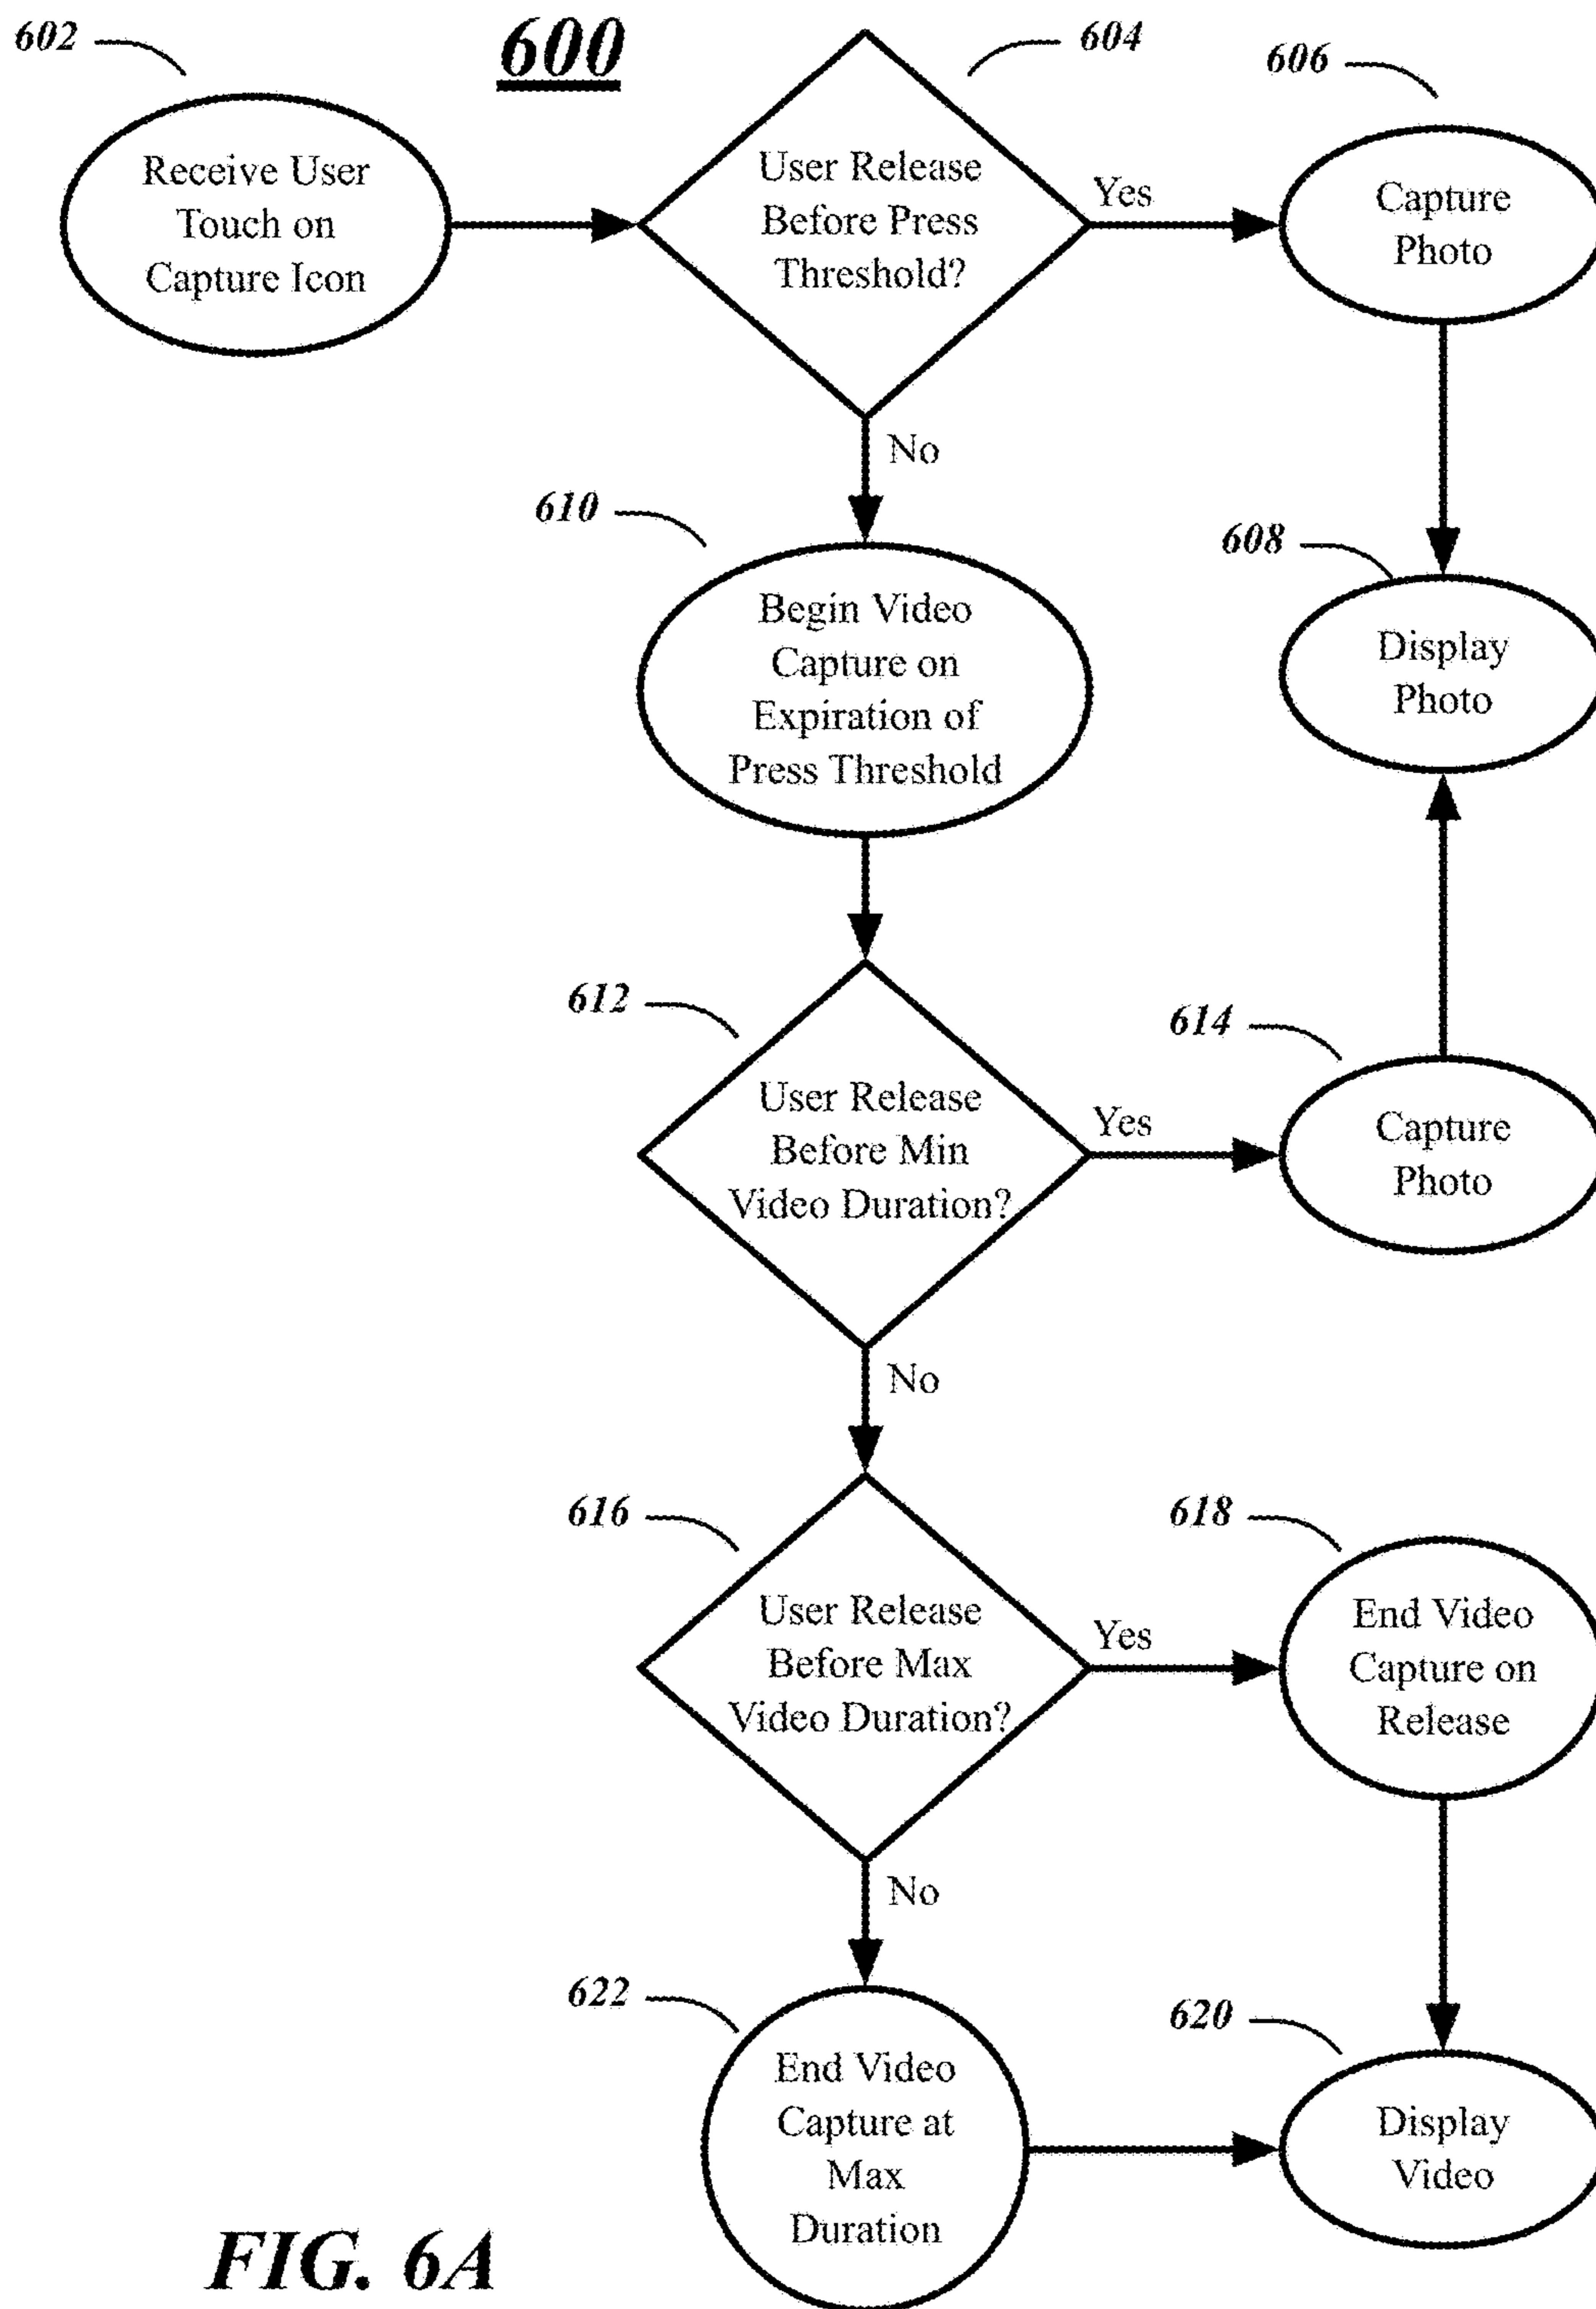 602
600
604
606
Receive User
Touch on
Capture Icon
User Release
Before Press
Threshold?
Yes
Capture
Photo
No
610
608
Begin Video
Capture on
Expiration of
Press Threshold
Display
Photo
612
614
User Release
Before Min
Video Duration?
Yes
Capture
Photo
No
616
618
User Release
Before Max
Video Duration?
Yes
End Video
Capture on
Release
No
622
620
End Video
Capture at
Max
Duration
Display
Video
FIG. 6A